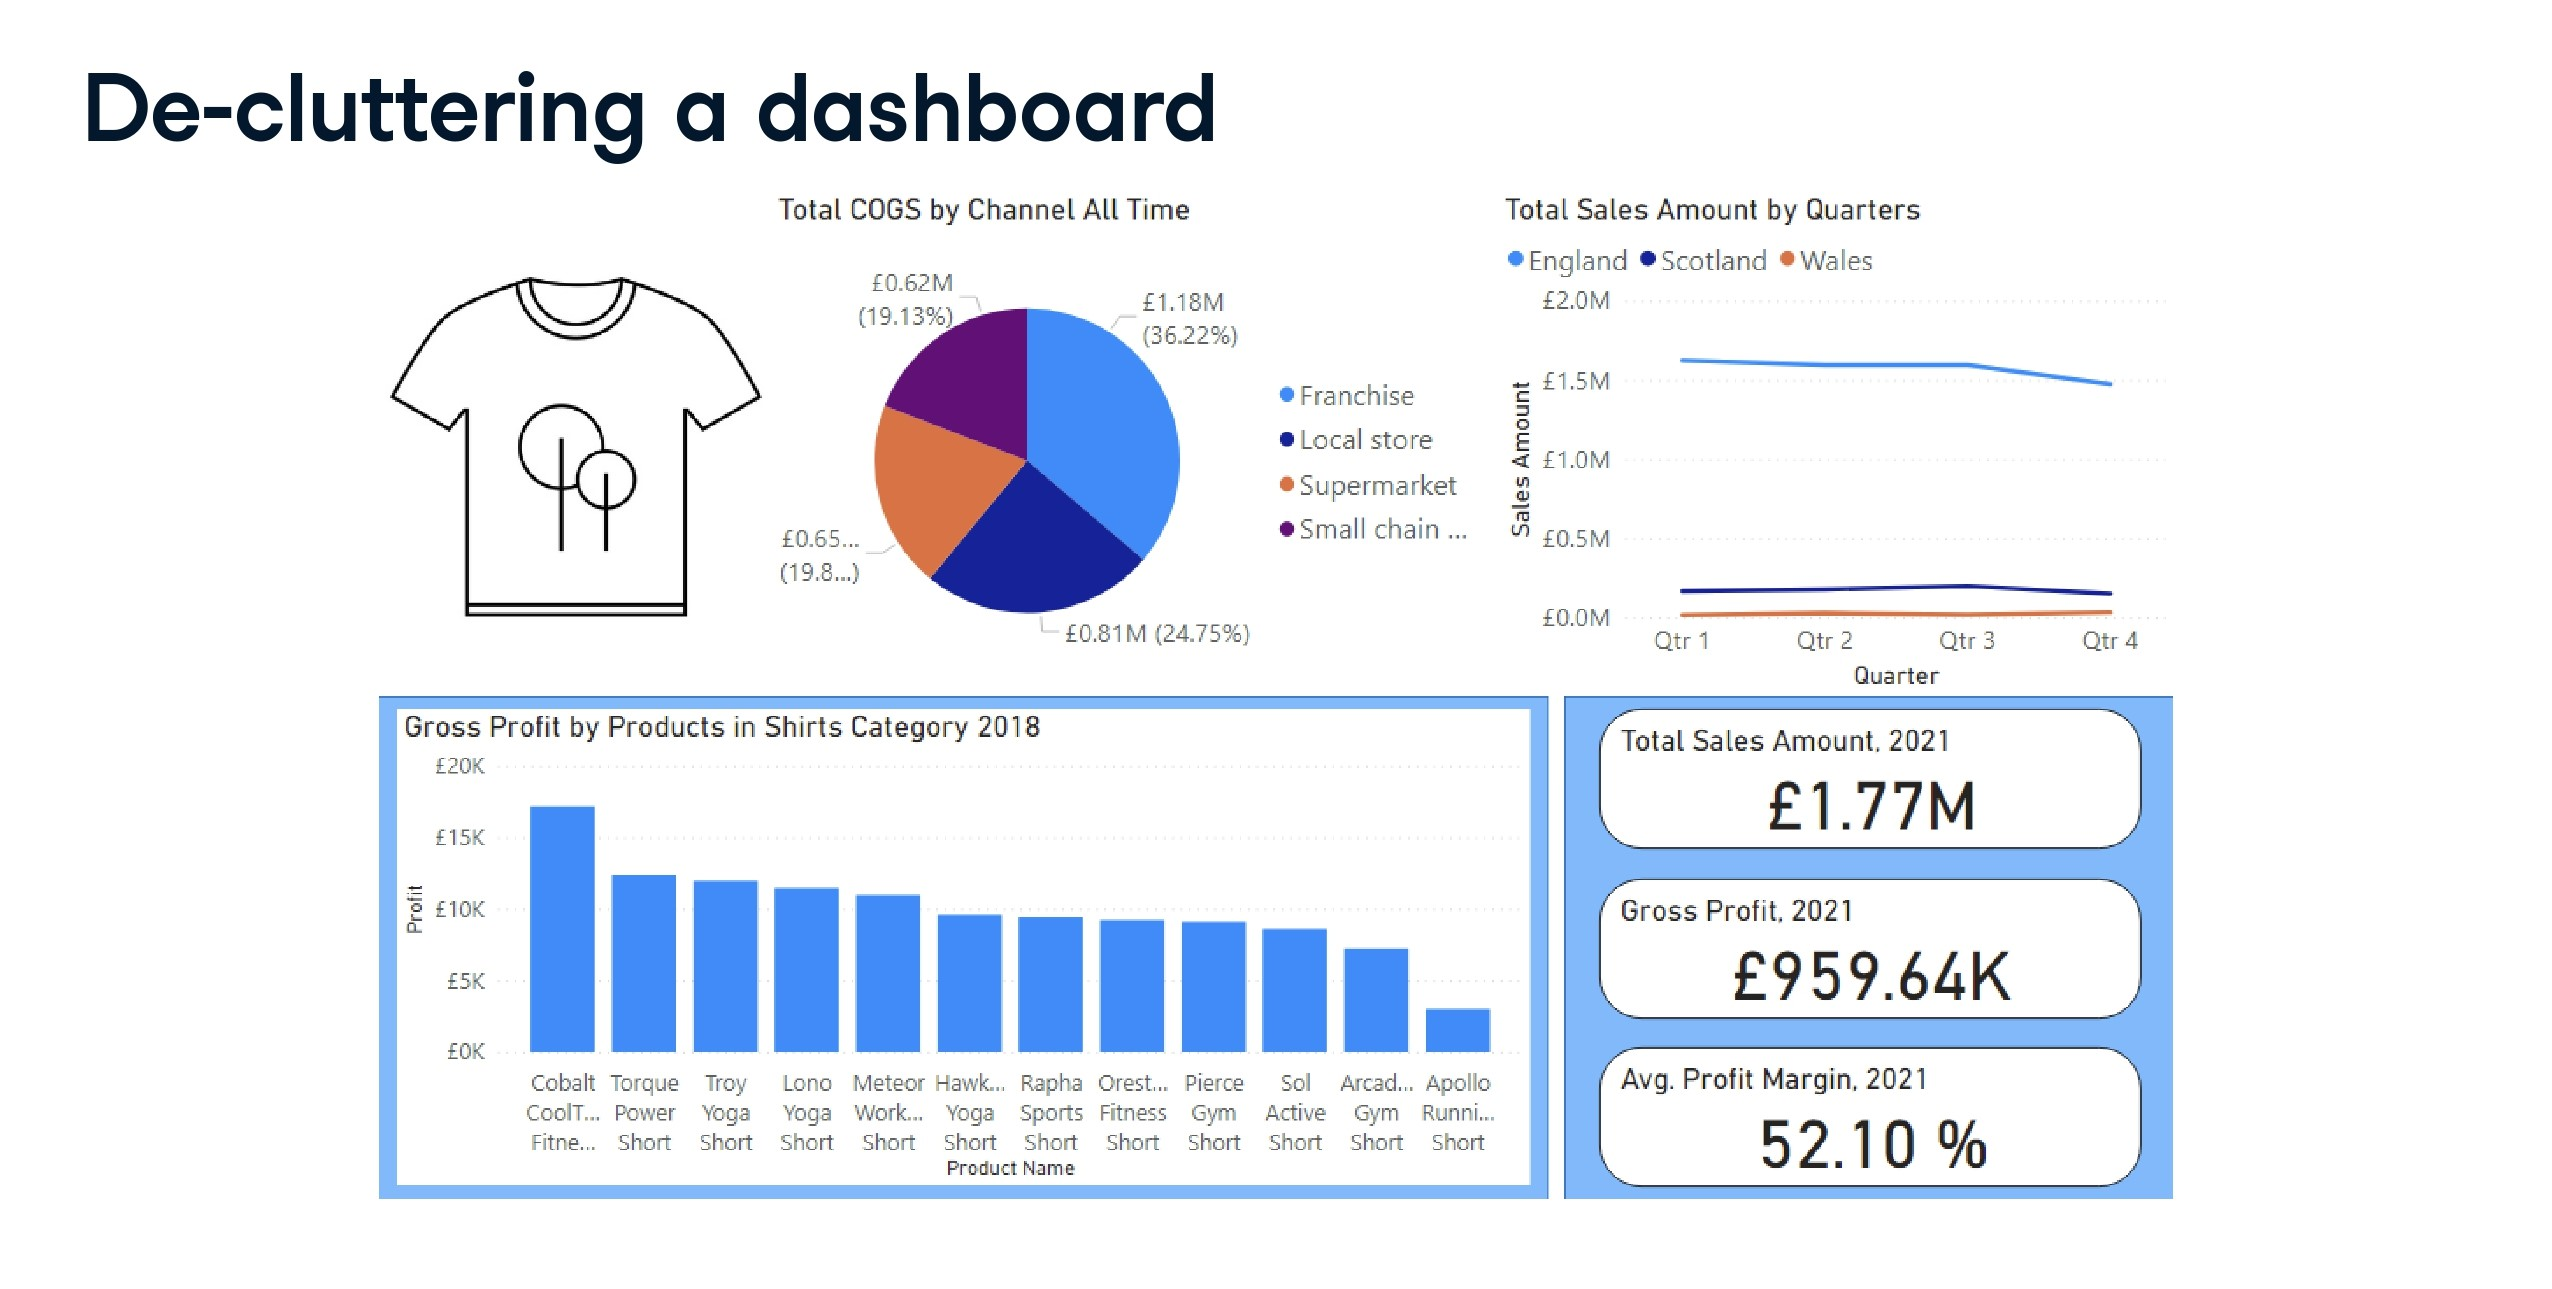 De-cluttering a dashboard
Total COGS by Channel All Time
£0.62M
(19.13%)
£1.18M
(36.22%)
£0.65...
(19.8...)
£0.81M (24.75%)
Franchise
Local store
Supermarket
Small chain ...
Total Sales Amount by Quarters
England Scotland Wales
£2.0M
£1.5M
£1.0M
£0.5M
£0.0M
Sales Amount
Qtr 1 Qtr 2 Qtr 3 Qtr 4
Quarter
Gross Profit by Products in Shirts Category 2018
£20K
£15K
£10K
£5K
£0K
Profit
Cobalt Torque Troy Lono Meteor Hawk... Rapha Orest... Pierce Sol Arcad... Apollo
CoolT... Power Yoga Yoga Work... Yoga Sports Fitness Gym Active Gym Runni...
Fitne... Short Short Short Short Short Short Short Short Short Short Short
Product Name
Total Sales Amount, 2021
£1.77M
Gross Profit, 2021
£959.64K
Avg. Profit Margin, 2021
52.10 %